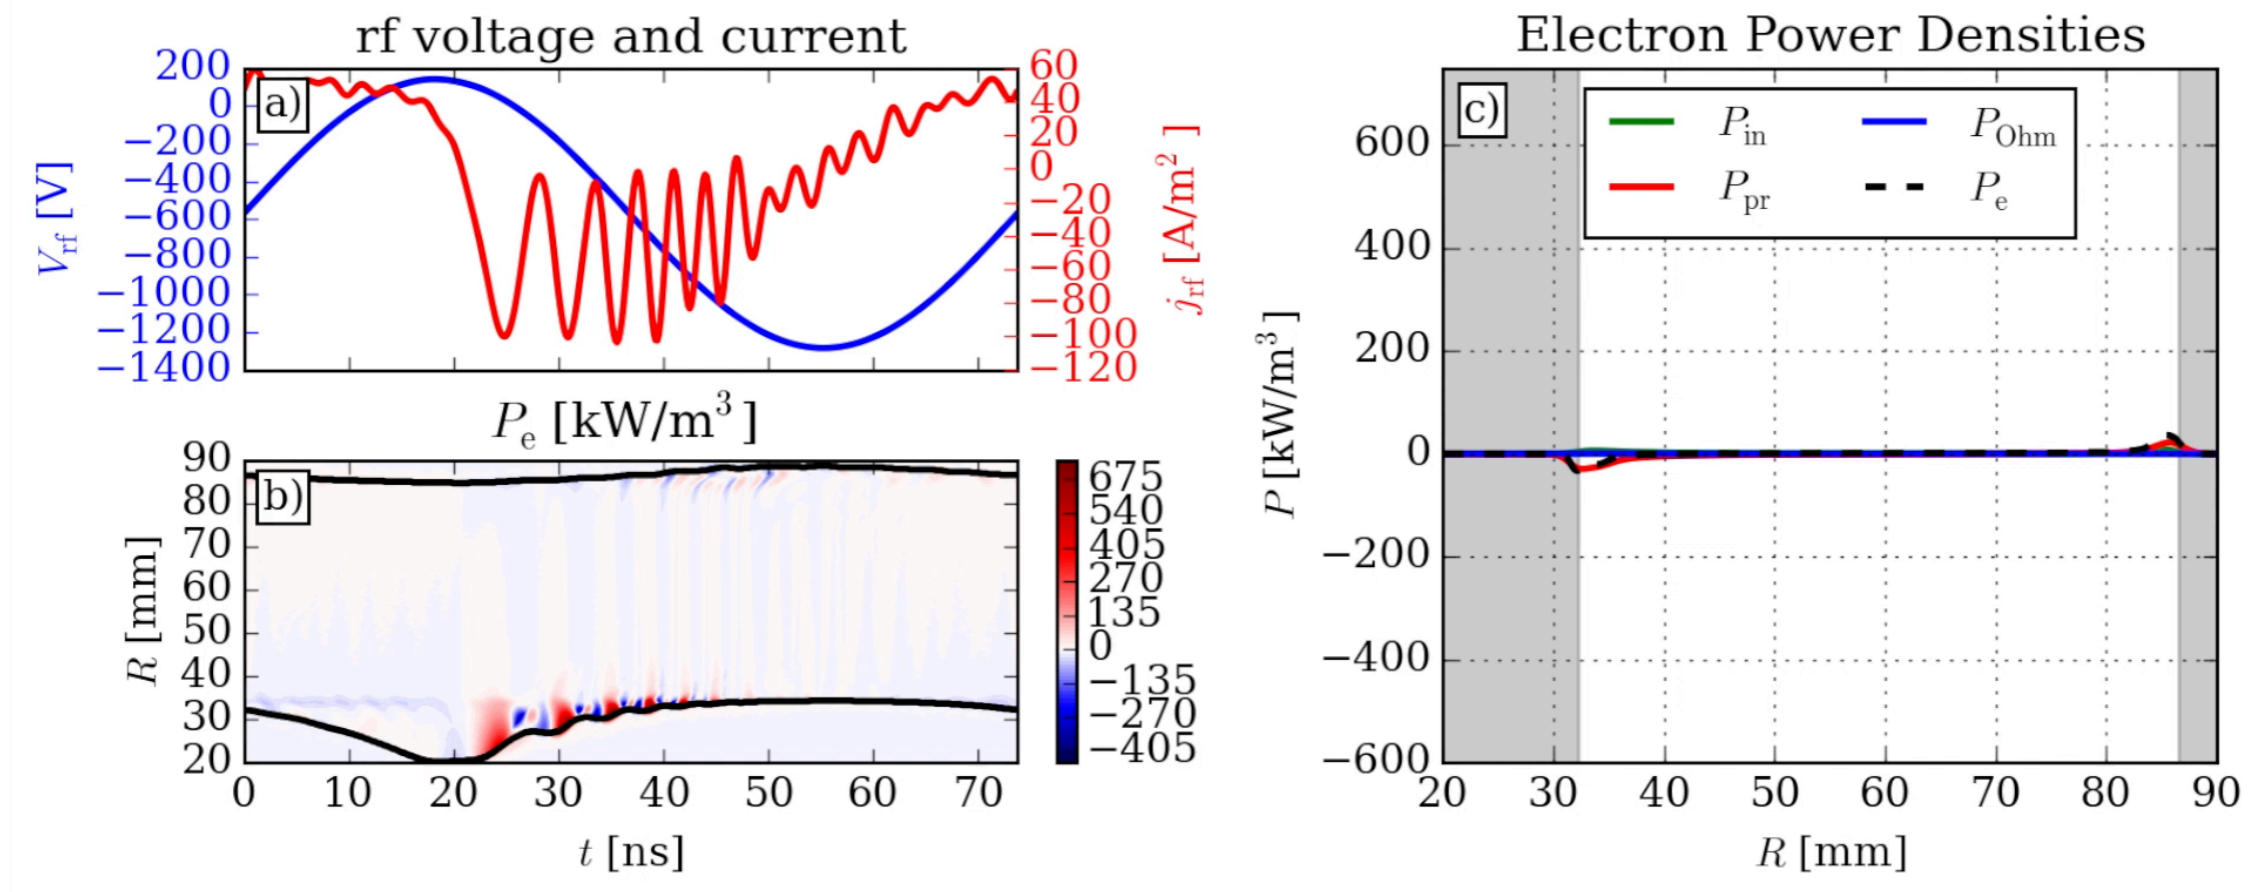 rf voltage and current
200
0
−200
−400
−600
−800
−1000
−1200
−1400
V_rf [V]
a)
60
40
20
0
−20
−40
−60
−80
−100
−120
j_rf [A/m²]
P_e [kW/m³]
90
80
70
60
50
40
30
20
R [mm]
b)
0 10 20 30 40 50 60 70
t [ns]
675
540
405
270
135
0
−135
−270
−405
Electron Power Densities
c)
P_in P_Ohm
P_pr P_e
600
400
200
0
−200
−400
−600
P [kW/m³]
20 30 40 50 60 70 80 90
R [mm]